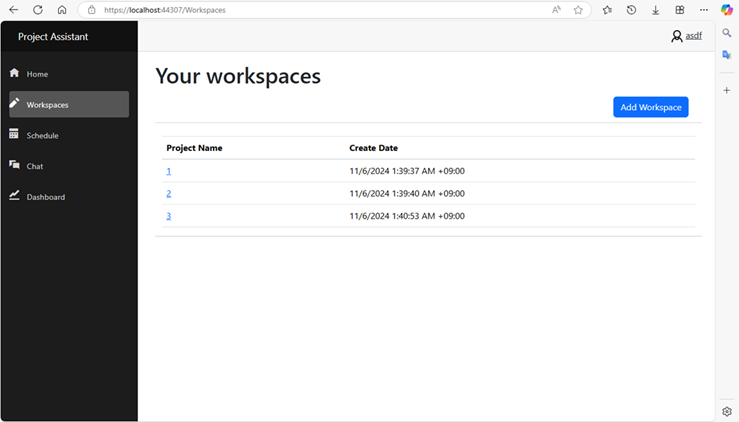 https://localhost:44307/Workspaces
Project Assistant
asdf
Home
Workspaces
Schedule
Chat
Dashboard
Your workspaces
Add Workspace
Project Name Create Date
1 11/6/2024 1:39:37 AM +09:00
2 11/6/2024 1:39:40 AM +09:00
3 11/6/2024 1:40:53 AM +09:00